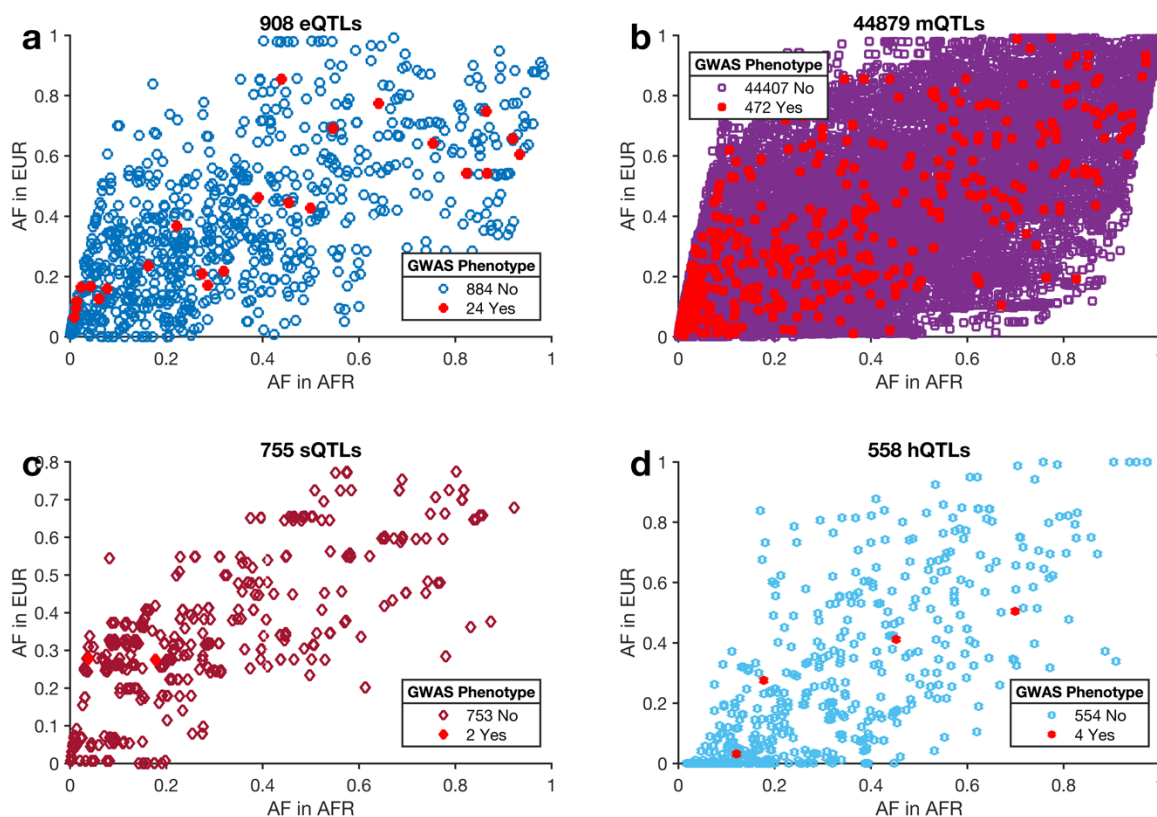 a
908 eQTLs
1
0.8
0.6
0.4
0.2
0
AF in EUR
GWAS Phenotype
884 No
24 Yes
0 0.2 0.4 0.6 0.8 1
AF in AFR
b
44879 mQTLs
1
0.8
0.6
0.4
0.2
0
AF in EUR
GWAS Phenotype
44407 No
472 Yes
0 0.2 0.4 0.6 0.8 1
AF in AFR
c
755 sQTLs
0.8
0.7
0.6
0.5
0.4
0.3
0.2
0.1
0
AF in EUR
GWAS Phenotype
753 No
2 Yes
0 0.2 0.4 0.6 0.8 1
AF in AFR
d
558 hQTLs
1
0.8
0.6
0.4
0.2
0
AF in EUR
GWAS Phenotype
554 No
4 Yes
0 0.2 0.4 0.6 0.8 1
AF in AFR